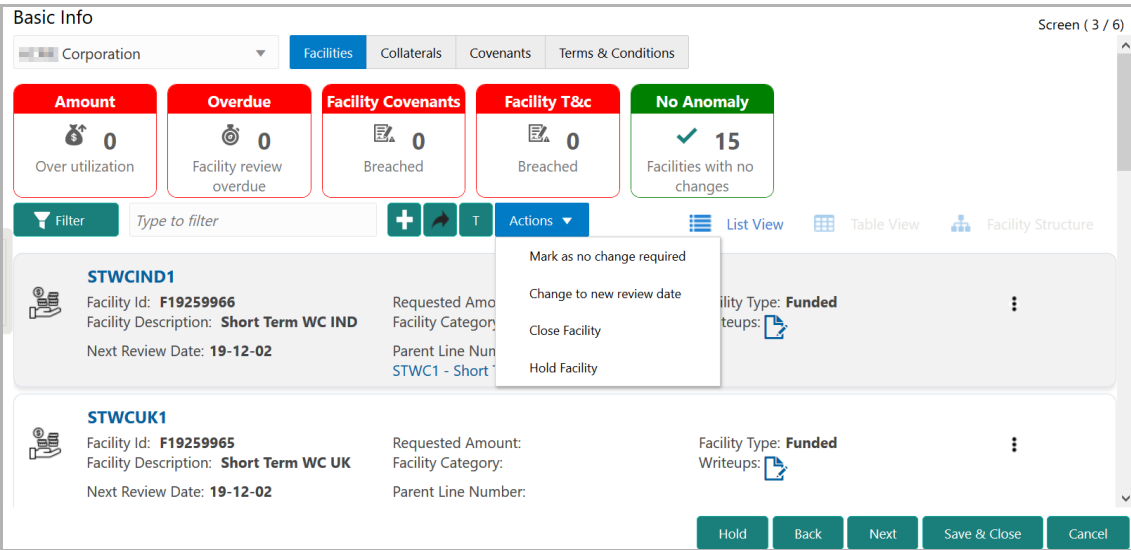 Basic Info
Screen ( 3 / 6)
Corporation
Facilities
Collaterals
Covenants
Terms & Conditions
Amount
0
Over utilization
Overdue
0
Facility review
overdue
Facility Covenants
0
Breached
Facility T&c
0
Breached
No Anomaly
15
Facilities with no
changes
Filter
Type to filter
T
Actions
List View
Table View
Facility Structure
Mark as no change required
Change to new review date
Close Facility
Hold Facility
STWCIND1
Facility Id: F19259966
Facility Description: Short Term WC IND
Next Review Date: 19-12-02
Requested Amo
Facility Category
Parent Line Num
STWC1 - Short
ility Type: Funded
teups:
STWCUK1
Facility Id: F19259965
Facility Description: Short Term WC UK
Next Review Date: 19-12-02
Requested Amount:
Facility Category:
Parent Line Number:
Facility Type: Funded
Writeups:
Hold
Back
Next
Save & Close
Cancel